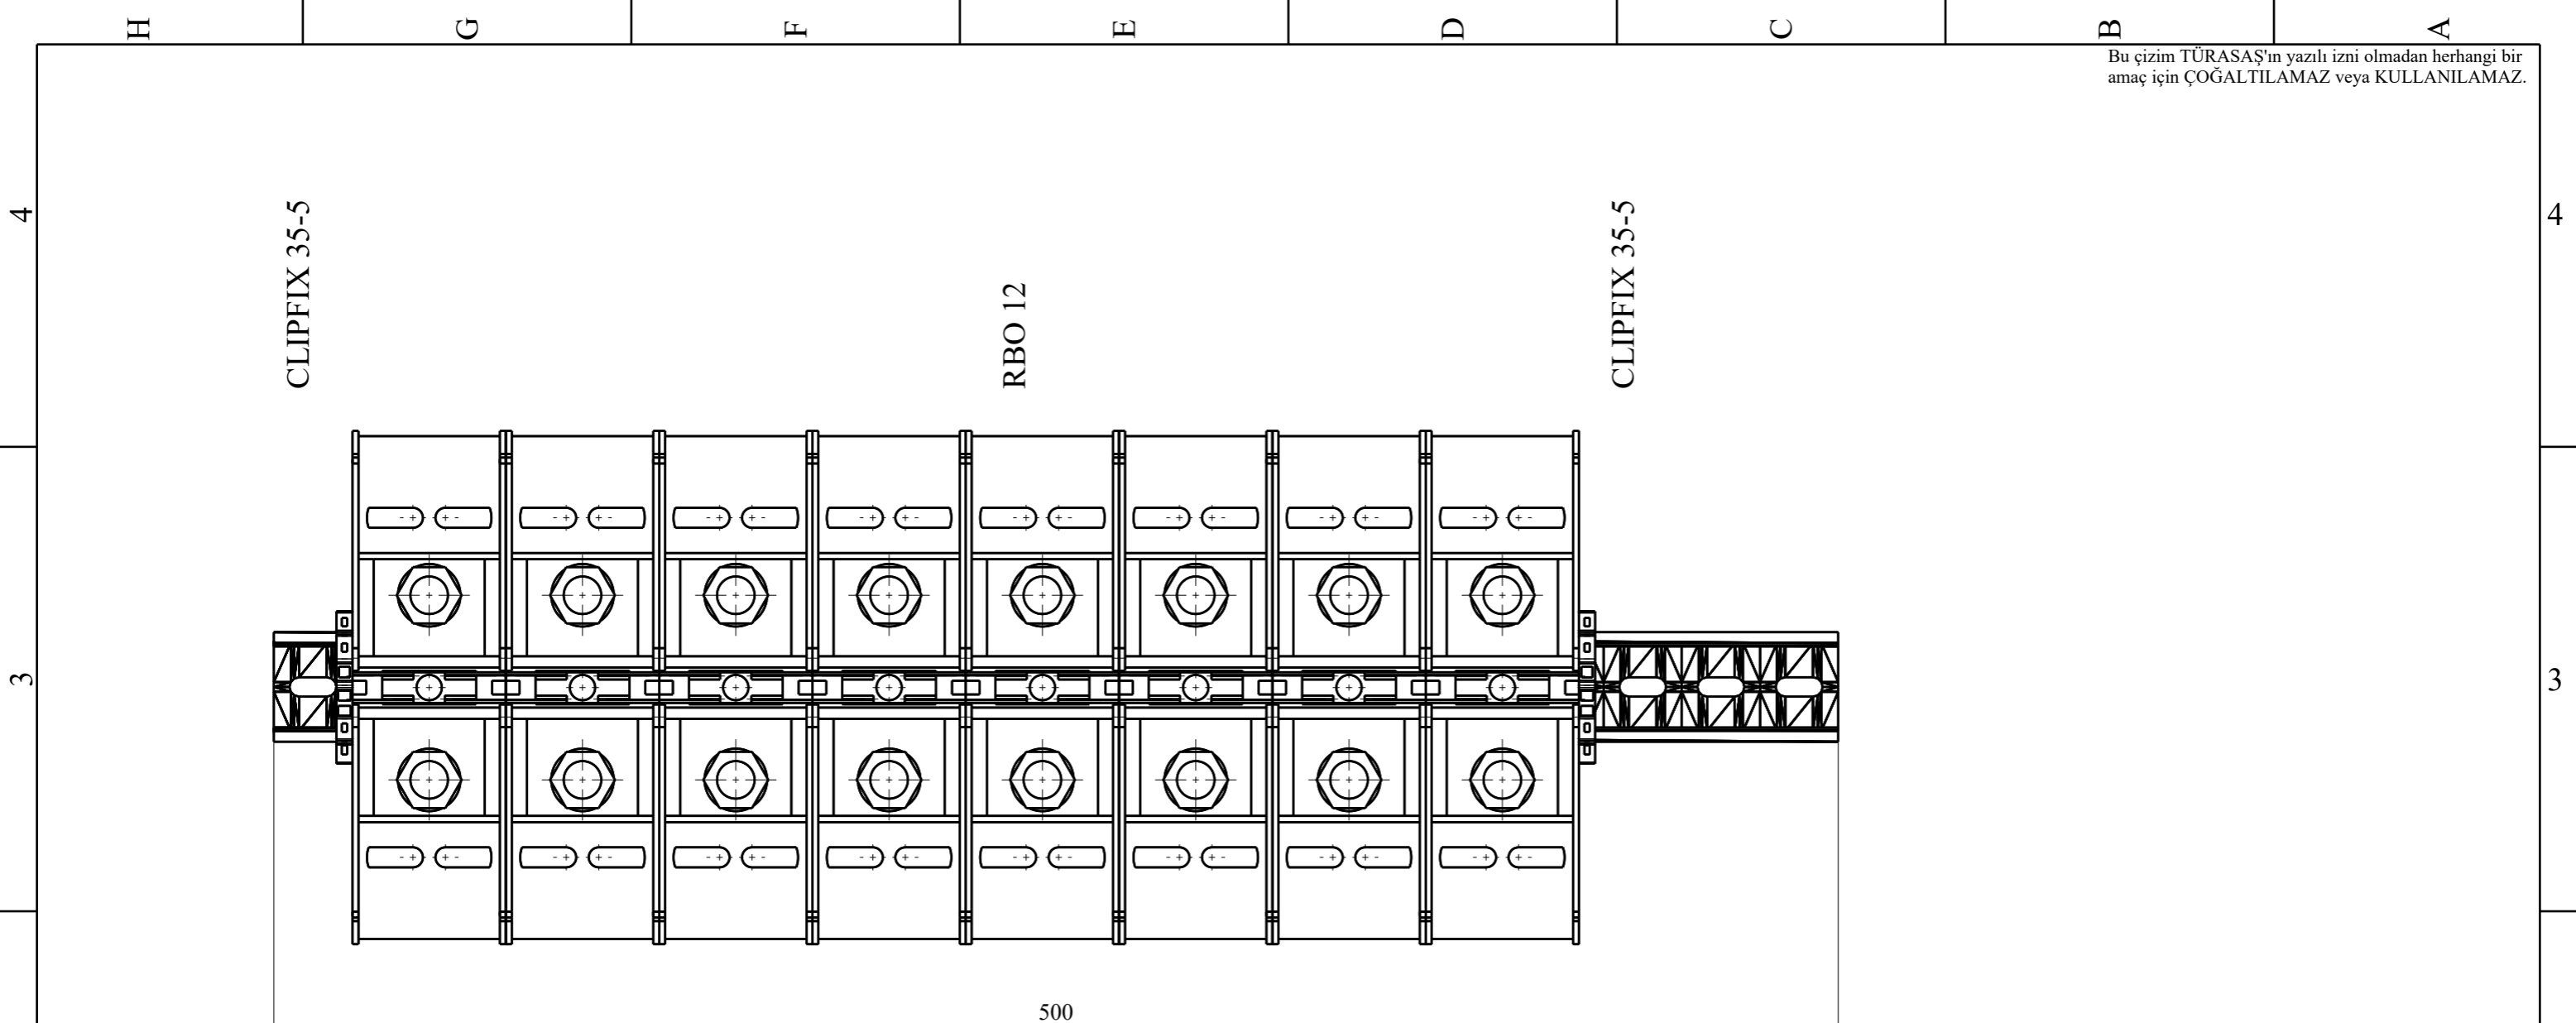 H G F E D C B A
Bu çizim TÜRASAŞ'ın yazılı izni olmadan herhangi bir
amaç için ÇOĞALTILAMAZ veya KULLANILAMAZ.
4
CLIPFIX 35-5
RBO 12
CLIPFIX 35-5
4
3
3
500